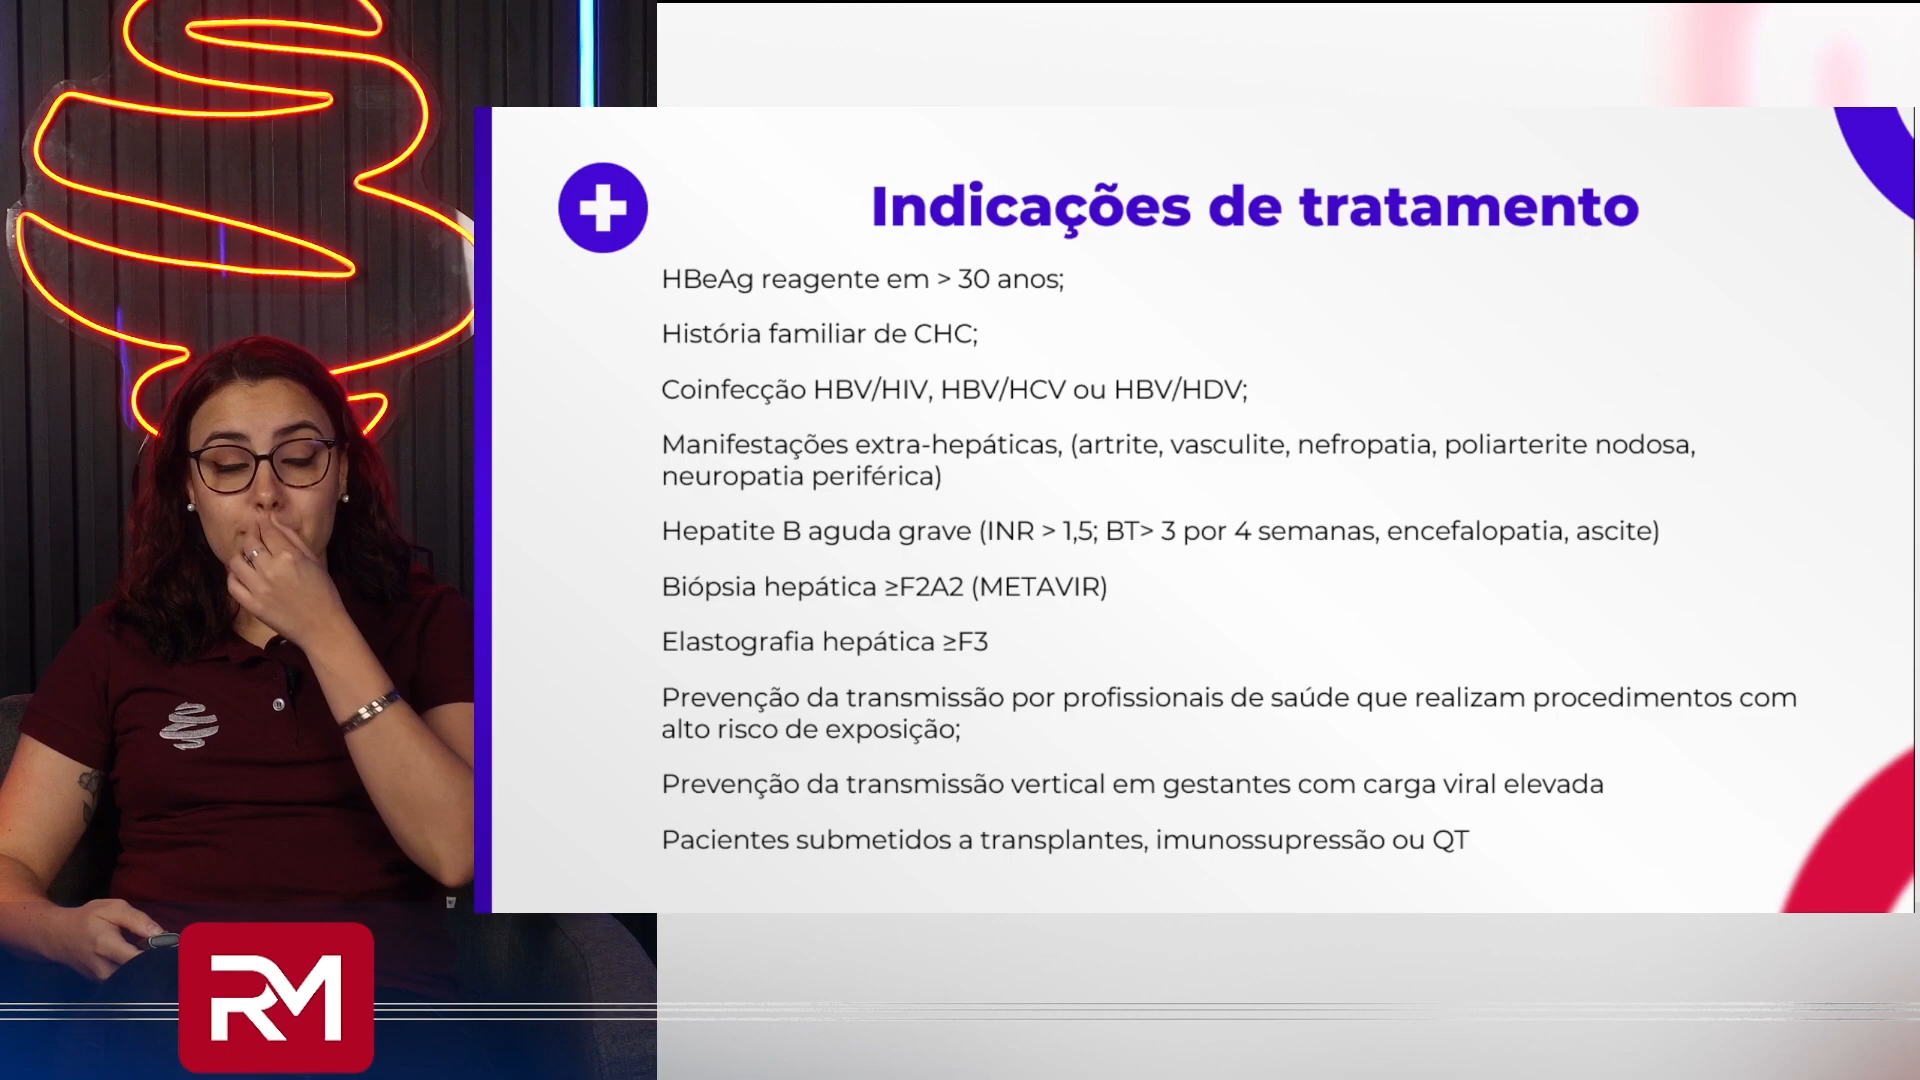 Indicações de tratamento
HBeAg reagente em > 30 anos;
História familiar de CHC;
Coinfecção HBV/HIV, HBV/HCV ou HBV/HDV;
Manifestações extra-hepáticas, (artrite, vasculite, nefropatia, poliarterite nodosa,
neuropatia periférica)
Hepatite B aguda grave (INR > 1,5; BT> 3 por 4 semanas, encefalopatia, ascite)
Biópsia hepática ≥F2A2 (METAVIR)
Elastografia hepática ≥F3
Prevenção da transmissão por profissionais de saúde que realizam procedimentos com
alto risco de exposição;
Prevenção da transmissão vertical em gestantes com carga viral elevada
Pacientes submetidos a transplantes, imunossupressão ou QT
RM